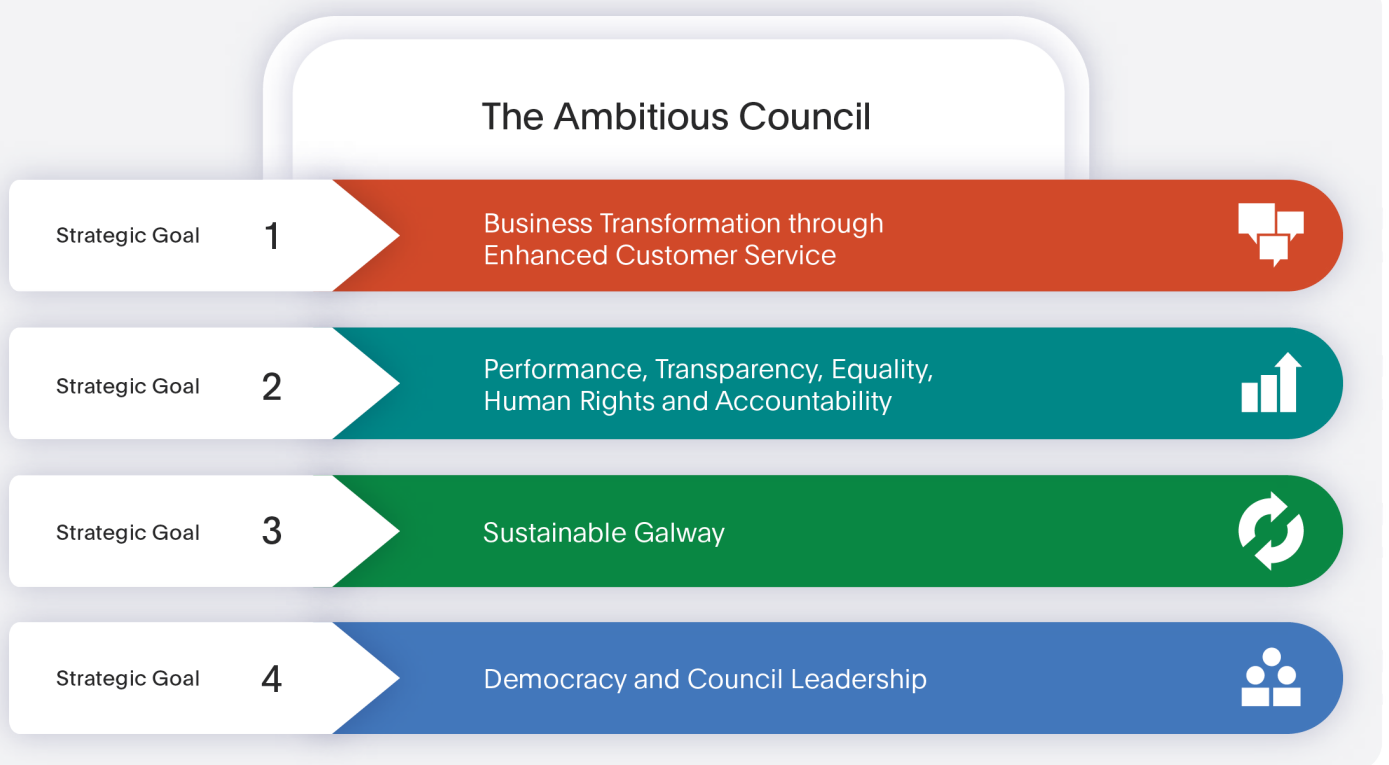 The Ambitious Council
Strategic Goal 1
Business Transformation through
Enhanced Customer Service
Strategic Goal 2
Performance, Transparency, Equality,
Human Rights and Accountability
Strategic Goal 3
Sustainable Galway
Strategic Goal 4
Democracy and Council Leadership